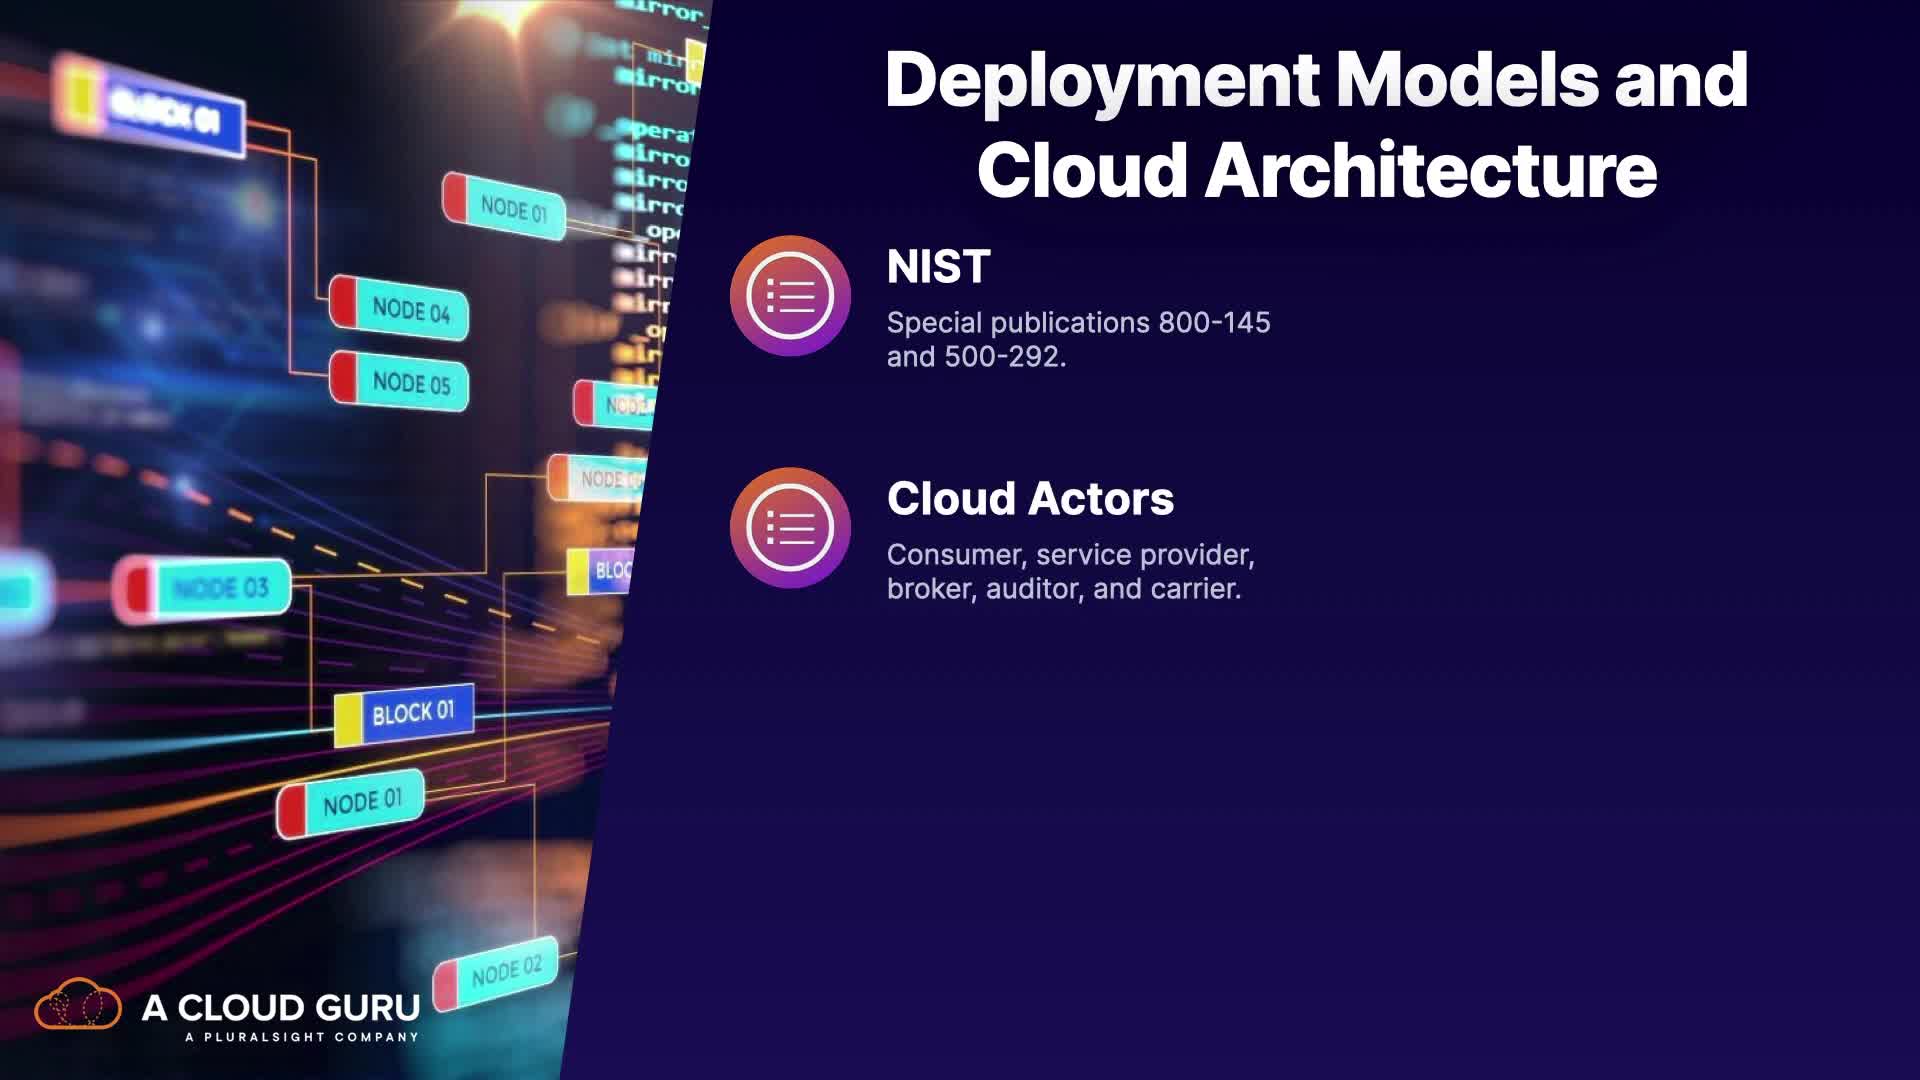 Deployment Models and
Cloud Architecture
NIST
Special publications 800-145
and 500-292.
Cloud Actors
Consumer, service provider,
broker, auditor, and carrier.
BLOCK 01
NODE 01
NODE 04
NODE 05
NODE 03
BLOCK 01
NODE 01
NODE 02
A CLOUD GURU
A PLURALSIGHT COMPANY